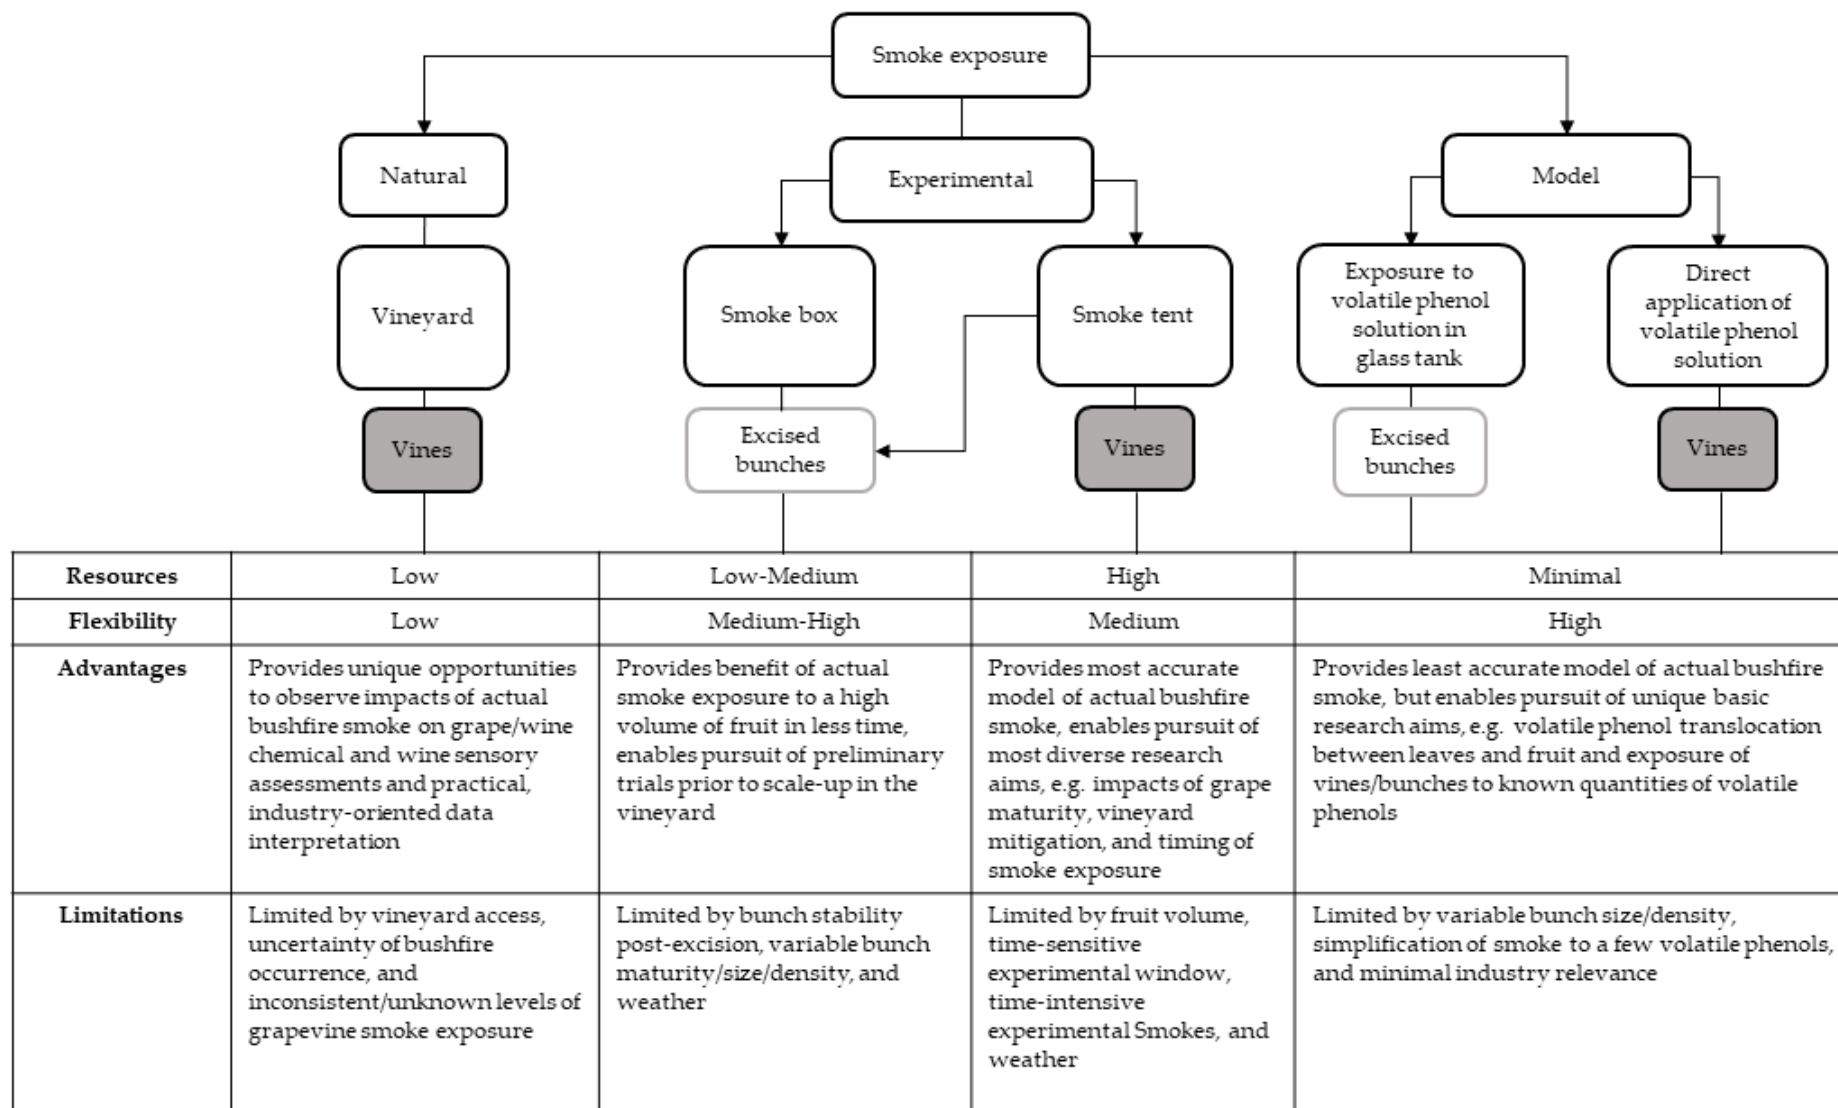 Smoke exposure
Natural
Experimental
Model
Vineyard
Smoke box
Smoke tent
Exposure to
volatile phenol
solution in
glass tank
Direct
application of
volatile phenol
solution
Vines
Excised
bunches
Vines
Excised
bunches
Vines
Resources
Low
Low-Medium
High
Minimal
Flexibility
Low
Medium-High
Medium
High
Advantages
Provides unique opportunities
to observe impacts of actual
bushfire smoke on grape/wine
chemical and wine sensory
assessments and practical,
industry-oriented data
interpretation
Provides benefit of actual
smoke exposure to a high
volume of fruit in less time,
enables pursuit of preliminary
trials prior to scale-up in the
vineyard
Provides most accurate
model of actual bushfire
smoke, enables pursuit of
most diverse research
aims, e.g. impacts of grape
maturity, vineyard
mitigation, and timing of
smoke exposure
Provides least accurate model of actual bushfire
smoke, but enables pursuit of unique basic
research aims, e.g. volatile phenol translocation
between leaves and fruit and exposure of
vines/bunches to known quantities of volatile
phenols
Limitations
Limited by vineyard access,
uncertainty of bushfire
occurrence, and
inconsistent/unknown levels of
grapevine smoke exposure
Limited by bunch stability
post-excision, variable bunch
maturity/size/density, and
weather
Limited by fruit volume,
time-sensitive
experimental window,
time-intensive
experimental Smokes, and
weather
Limited by variable bunch size/density,
simplification of smoke to a few volatile phenols,
and minimal industry relevance